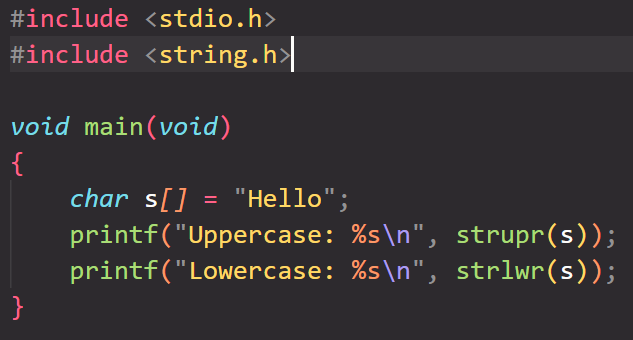 #include <stdio.h>
#include <string.h>
void main(void)
{
char s[] = "Hello";
printf("Uppercase: %s\n", strupr(s));
printf("Lowercase: %s\n", strlwr(s));
}